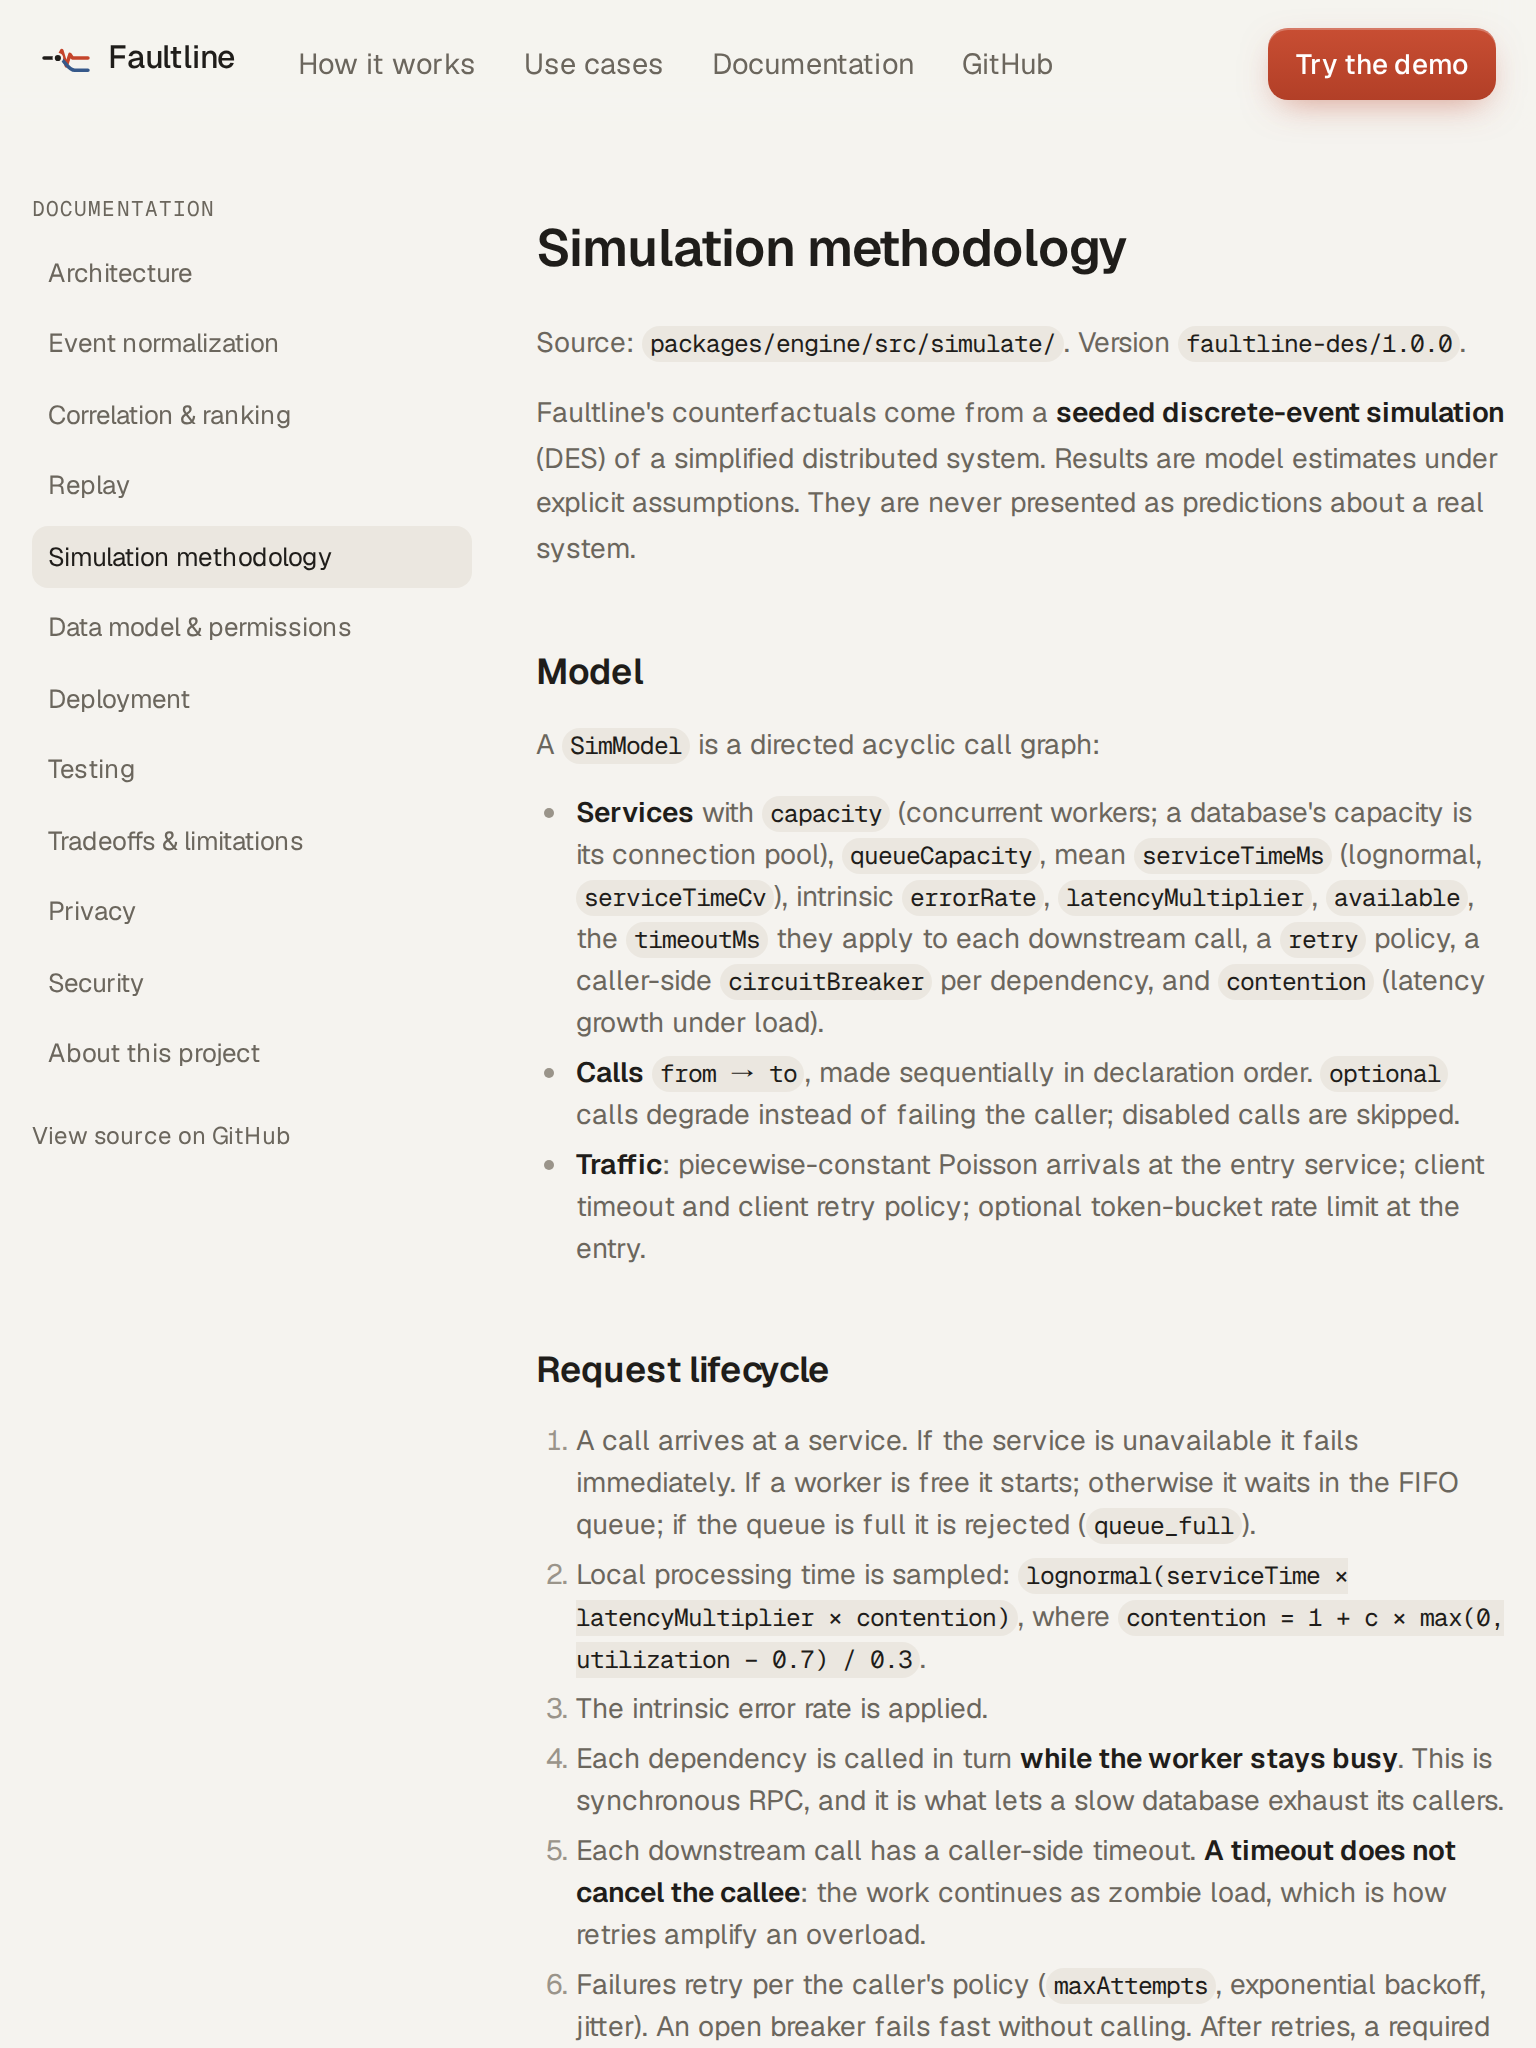 Faultline
How it works
Use cases
Documentation
GitHub
Try the demo
DOCUMENTATION
Architecture
Event normalization
Correlation & ranking
Replay
Simulation methodology
Data model & permissions
Deployment
Testing
Tradeoffs & limitations
Privacy
Security
About this project
View source on GitHub
Simulation methodology
Source: packages/engine/src/simulate/. Version faultline-des/1.0.0.
Faultline's counterfactuals come from a seeded discrete-event simulation
(DES) of a simplified distributed system. Results are model estimates under
explicit assumptions. They are never presented as predictions about a real
system.
Model
A SimModel is a directed acyclic call graph:
• Services with capacity (concurrent workers; a database's capacity is
its connection pool), queueCapacity, mean serviceTimeMs (lognormal,
serviceTimeCv), intrinsic errorRate, latencyMultiplier, available,
the timeoutMs they apply to each downstream call, a retry policy, a
caller-side circuitBreaker per dependency, and contention (latency
growth under load).
• Calls from → to, made sequentially in declaration order. optional
calls degrade instead of failing the caller; disabled calls are skipped.
• Traffic: piecewise-constant Poisson arrivals at the entry service; client
timeout and client retry policy; optional token-bucket rate limit at the
entry.
Request lifecycle
1. A call arrives at a service. If the service is unavailable it fails
immediately. If a worker is free it starts; otherwise it waits in the FIFO
queue; if the queue is full it is rejected (queue_full).
2. Local processing time is sampled: lognormal(serviceTime ×
latencyMultiplier × contention), where contention = 1 + c × max(0,
utilization − 0.7) / 0.3.
3. The intrinsic error rate is applied.
4. Each dependency is called in turn while the worker stays busy. This is
synchronous RPC, and it is what lets a slow database exhaust its callers.
5. Each downstream call has a caller-side timeout. A timeout does not
cancel the callee: the work continues as zombie load, which is how
retries amplify an overload.
6. Failures retry per the caller's policy (maxAttempts, exponential backoff,
jitter). An open breaker fails fast without calling. After retries, a required